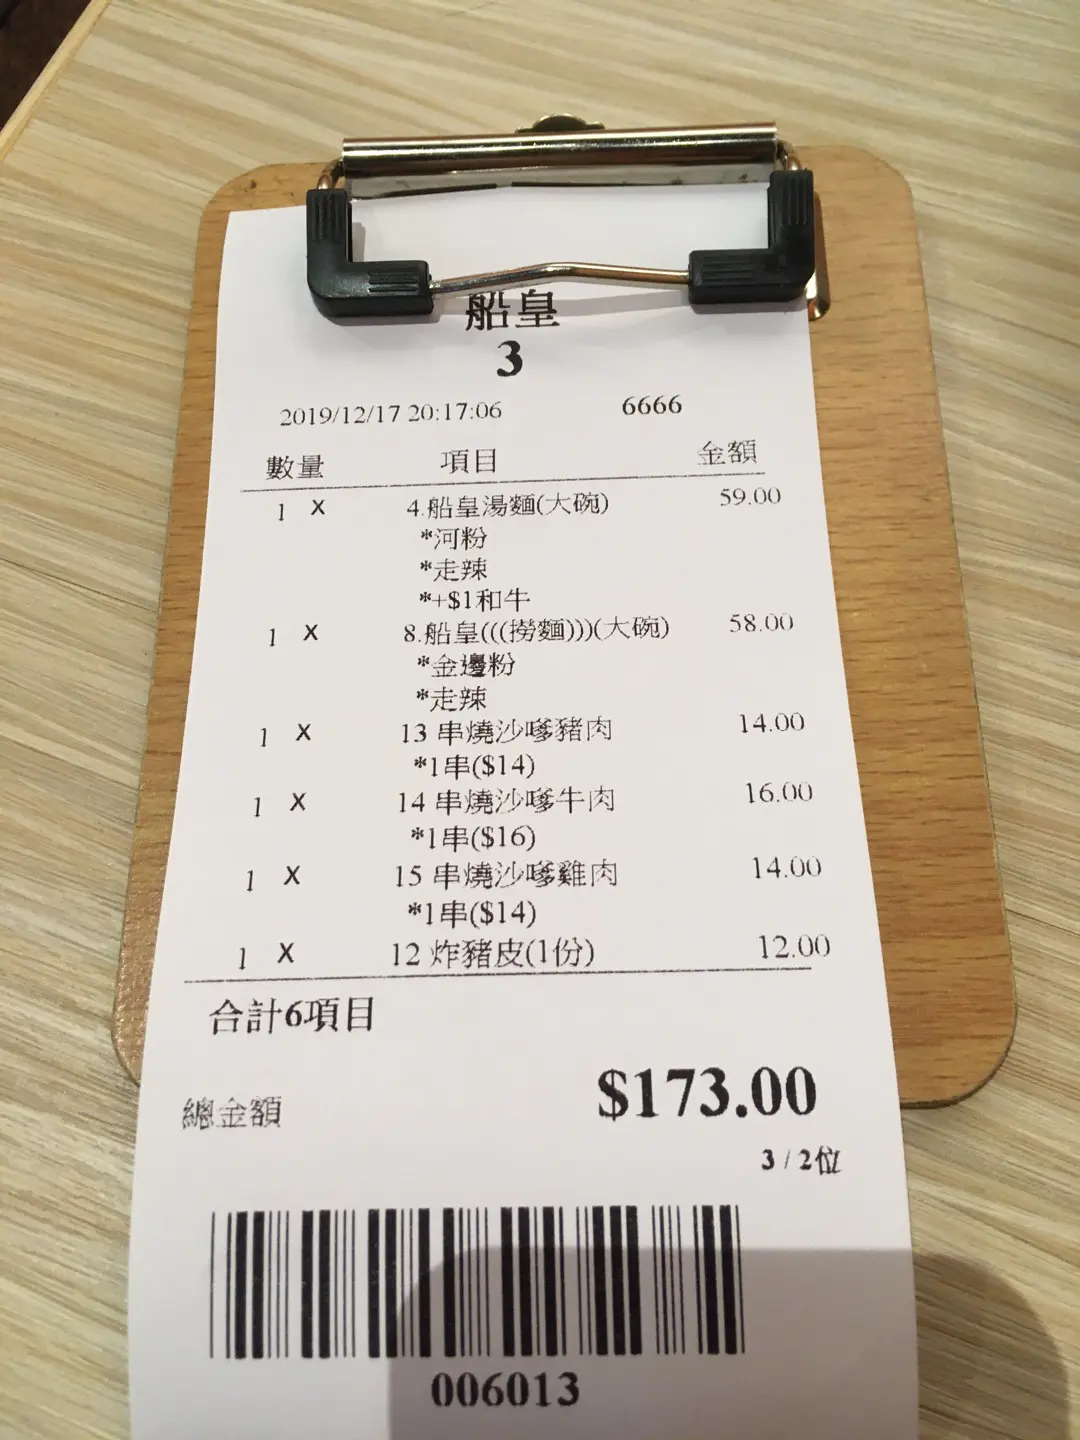 船皇
3
2019/12/17 20:17:06 6666
數量 項目 金額
1 X 4.船皇湯麵(大碗) 59.00
*河粉
*走辣
*+$1和牛
1 X 8.船皇(((撈麵)))(大碗) 58.00
*金邊粉
*走辣
1 X 13 串燒沙嗲豬肉 14.00
*1串($14)
1 X 14 串燒沙嗲牛肉 16.00
*1串($16)
1 X 15 串燒沙嗲雞肉 14.00
*1串($14)
1 X 12 炸豬皮(1份) 12.00
合計6項目
總金額 $173.00
3 / 2位
006013